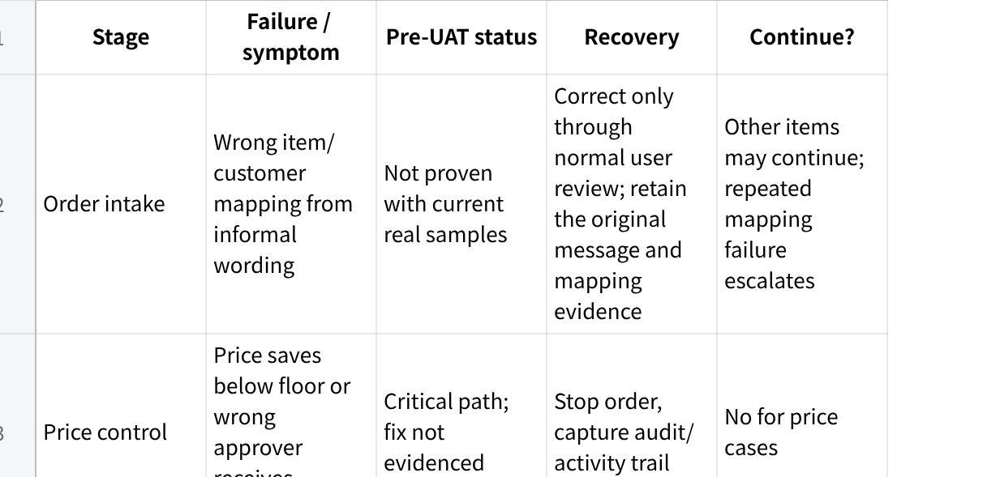 1
Stage
Failure /
symptom
Pre-UAT status
Recovery
Continue?
2
Order intake
Wrong item/
customer
mapping from
informal
wording
Not proven
with current
real samples
Correct only
through
normal user
review; retain
the original
message and
mapping
evidence
Other items
may continue;
repeated
mapping
failure
escalates
3
Price control
Price saves
below floor or
wrong
approver
receives
Critical path;
fix not
evidenced
Stop order,
capture audit/
activity trail
No for price
cases